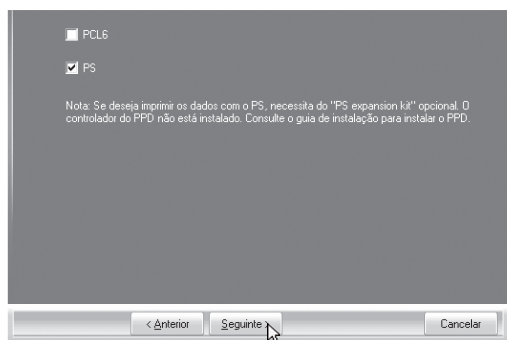 PCL6
PS
Nota: Se deseja imprimir os dados com o PS, necessita do "PS expansion kit" opcional. O
controlador do PPD não está instalado. Consulte o guia de instalação para instalar o PPD.
< Anterior
Seguinte >
Cancelar